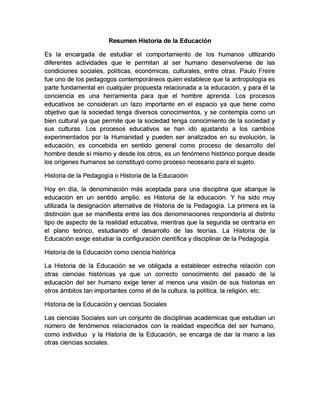 Resumen Historia de la Educación
Es la encargada de estudiar el comportamiento de los humanos utilizando
diferentes actividades que le permitan al ser humano desenvolverse de las
condiciones sociales, políticas, económicas, culturales, entre otras. Paulo Freire
fue uno de los pedagogos contemporáneos quien establece que la antropología es
parte fundamental en cualquier propuesta relacionada a la educación, y para él la
conciencia es una herramienta para que el hombre aprenda. Los procesos
educativos se consideran un lazo importante en el espacio ya que tiene como
objetivo que la sociedad tenga diversos conocimientos, y se contempla como un
bien cultural ya que permite que la sociedad tenga conocimiento de la sociedad y
sus culturas. Los procesos educativos se han ido ajustando a los cambios
experimentados por la Humanidad y pueden ser analizados en su evolución, la
educación, es concebida en sentido general como proceso de desarrollo del
hombre desde sí mismo y desde los otros, es un fenómeno histórico porque desde
los orígenes humanos se constituyó como proceso necesario para el sujeto.
Historia de la Pedagogía o Historia de la Educación
Hoy en día, la denominación más aceptada para una disciplina que abarque la
educación en un sentido amplio, es Historia de la Educación. Y ha sido muy
utilizada la designación alternativa de Historia de la Pedagogía. La primera es la
distinción que se manifiesta entre las dos denominaciones respondería al distinto
tipo de aspecto de la realidad educativa, mientras que la segunda se centraría en
el plano teórico, estudiando el desarrollo de las teorías. La Historia de la
Educación exige estudiar la configuración científica y disciplinar de la Pedagogía.
Historia de la Educación como ciencia histórica
La Historia de la Educación se ve obligada a establecer estrecha relación con
otras ciencias históricas ya que un correcto conocimiento del pasado de la
educación del ser humano exige tener al menos una visión de sus historias en
otros ámbitos tan importantes como el de la cultura, la política, la religión, etc.
Historia de la Educación y ciencias Sociales
Las ciencias Sociales son un conjunto de disciplinas académicas que estudian un
número de fenómenos relacionados con la realidad específica del ser humano,
como individuo y la Historia de la Educación, se encarga de dar la mano a las
otras ciencias sociales.